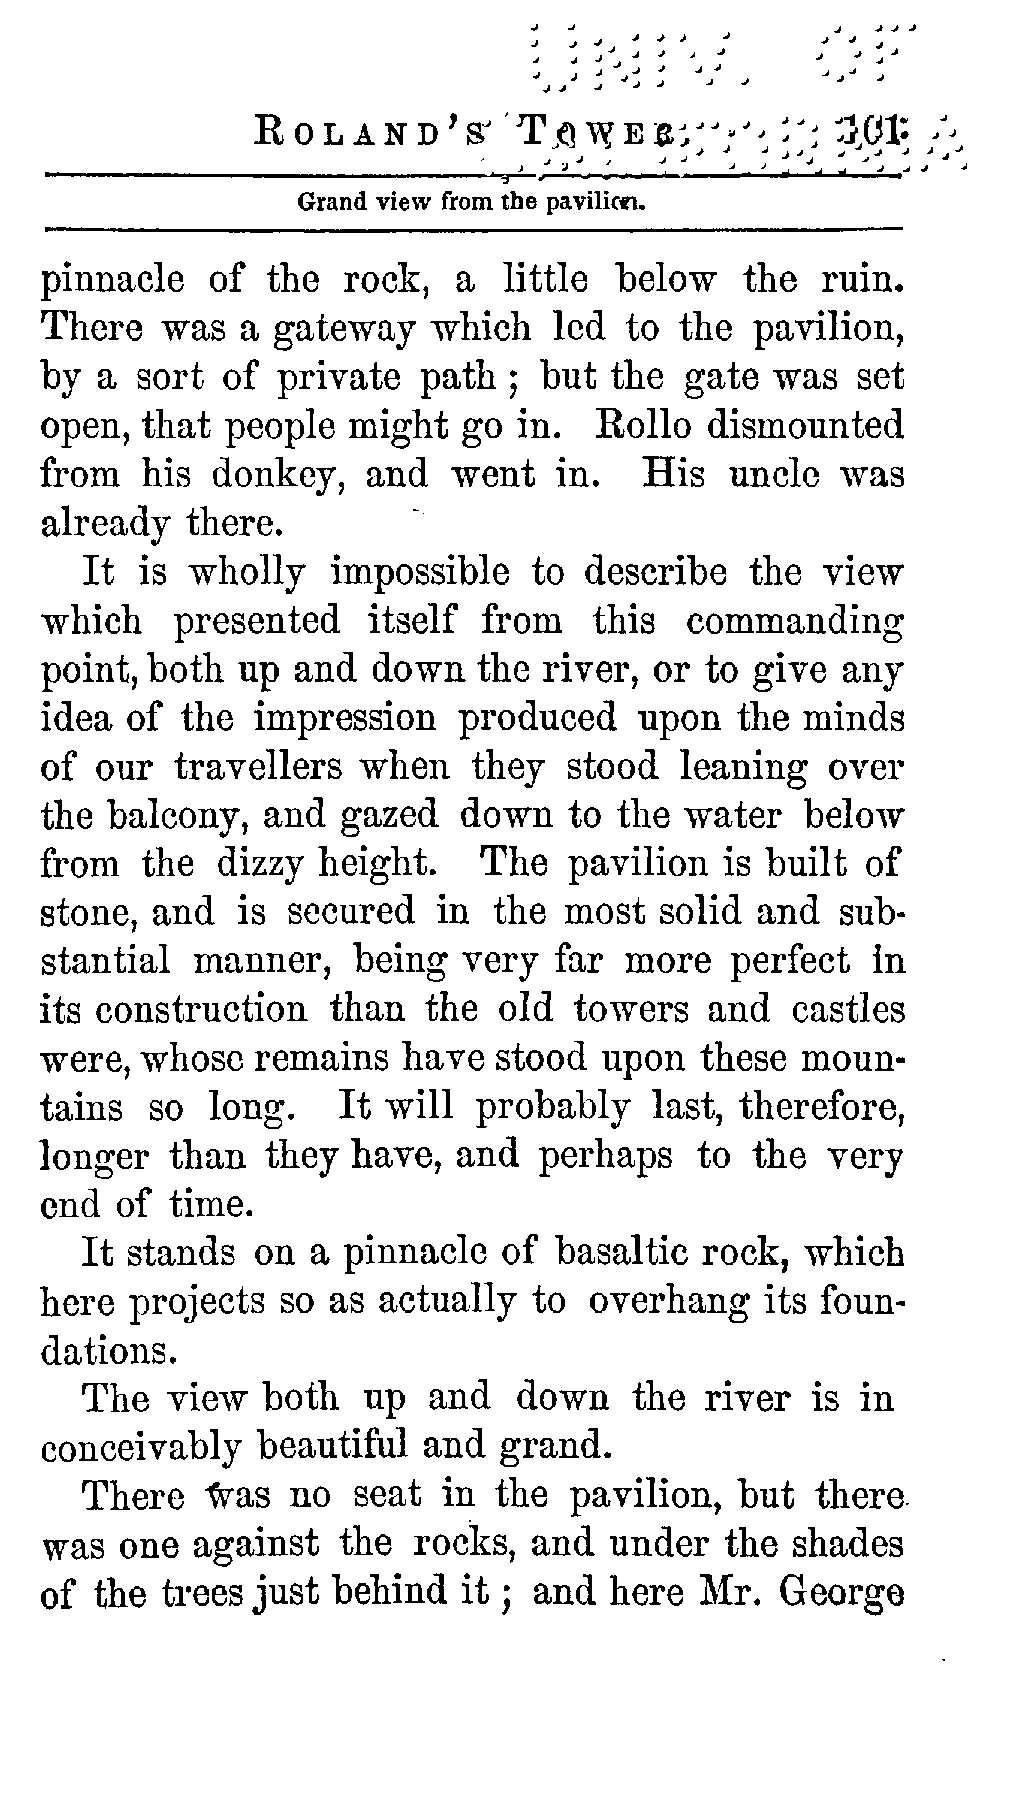 UNIV. OF
ROLAND'S TOWER.
Grand view from the pavilion.
pinnacle of the rock, a little below the ruin.
There was a gateway which led to the pavilion,
by a sort of private path ; but the gate was set
open, that people might go in. Rollo dismounted
from his donkey, and went in. His uncle was
already there.
It is wholly impossible to describe the view
which presented itself from this commanding
point, both up and down the river, or to give any
idea of the impression produced upon the minds
of our travellers when they stood leaning over
the balcony, and gazed down to the water below
from the dizzy height. The pavilion is built of
stone, and is secured in the most solid and sub-
stantial manner, being very far more perfect in
its construction than the old towers and castles
were, whose remains have stood upon these moun-
tains so long. It will probably last, therefore,
longer than they have, and perhaps to the very
end of time.
It stands on a pinnacle of basaltic rock, which
here projects so as actually to overhang its foun-
dations.
The view both up and down the river is in
conceivably beautiful and grand.
There was no seat in the pavilion, but there
was one against the rocks, and under the shades
of the trees just behind it ; and here Mr. George